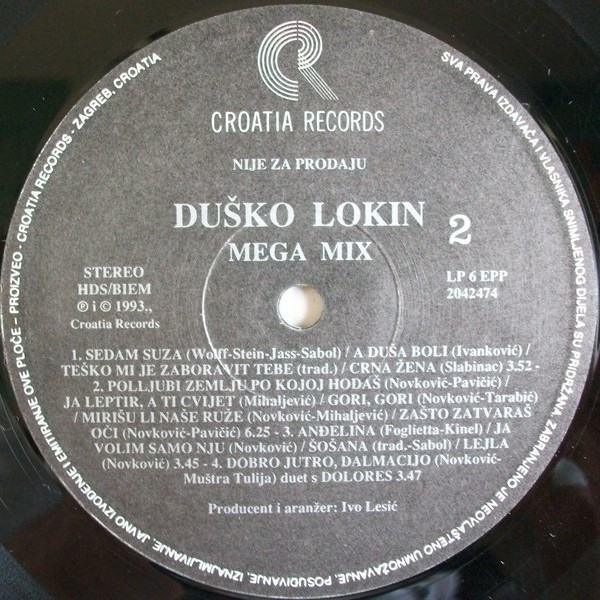 CROATIA RECORDS
NIJE ZA PRODAJU
DUŠKO LOKIN
MEGA MIX
2
STEREO
HDS/BIEM
℗ i © 1993.,
Croatia Records
LP 6 EPP
2042474
1. SEDAM SUZA (Wolff-Stein-Jass-Sabol) / A DUŠA BOLI (Ivanković) /
TEŠKO MI JE ZABORAVIT TEBE (trad.) / CRNA ŽENA (Slabinac) 3.52 -
2. POLLJUBI ZEMLJU PO KOJOJ HODAŠ (Novković-Pavičić) /
JA LEPTIR, A TI CVIJET (Mihaljević) / GORI, GORI (Novković-Tarabić)
/ MIRIŠU LI NAŠE RUŽE (Novković-Mihaljević) / ZAŠTO ZATVARAŠ
OČI (Novković-Pavičić) 6.25 - 3. ANĐELINA (Foglietta-Kinel) / JA
VOLIM SAMO NJU (Novković) / ŠOŠANA (trad.-Sabol) / LEJLA
(Novković) 3.45 - 4. DOBRO JUTRO, DALMACIJO (Novković-
Muštra Tulija) duet s DOLORES 3.47
Producent i aranžer: Ivo Lesić
PROIZVEO - CROATIA RECORDS - ZAGREB, CROATIA
SVA PRAVA IZDAVAČA I VLASNIKA SNIMLJENOG DIJELA SU PRIDRŽANA. ZABRANJENO JE NEOVLAŠTENO UMNOŽAVANJE, POSUĐIVANJE, IZNAJMLJIVANJE, JAVNO IZVOĐENJE I EMITIRANJE OVE PLOČE -